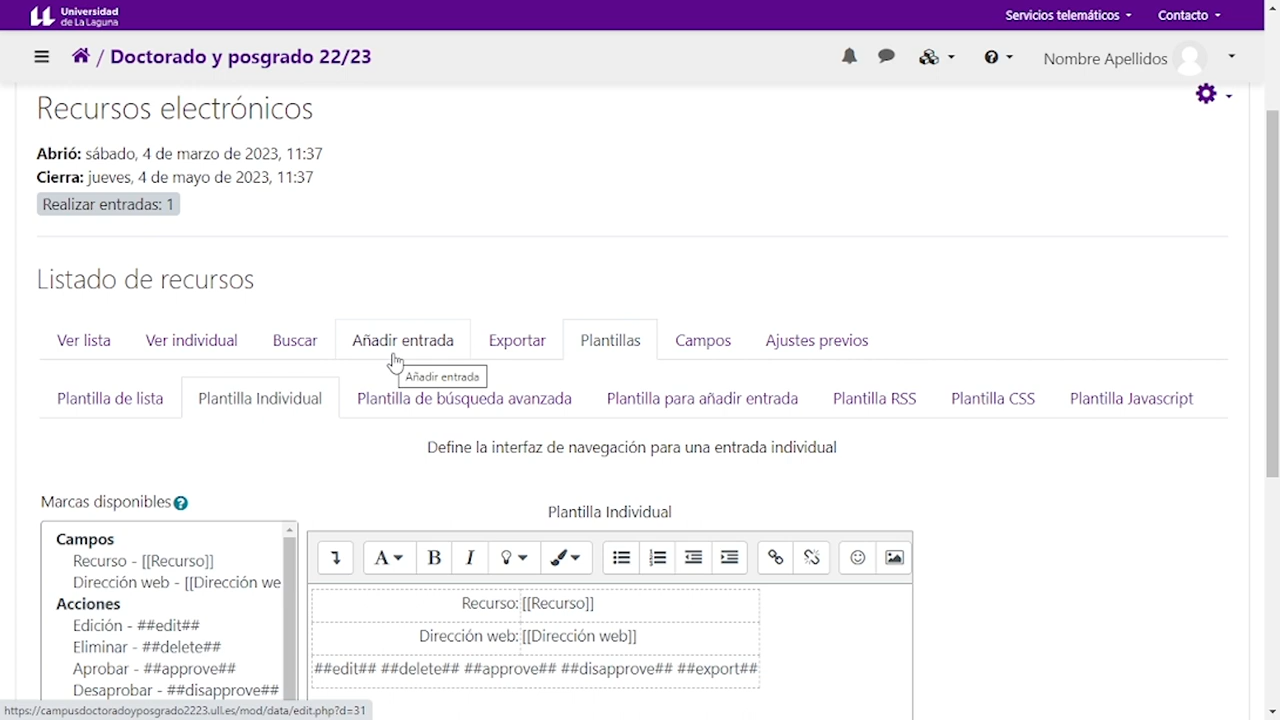 Universidad
de La Laguna
Servicios telemáticos
Contacto
/ Doctorado y posgrado 22/23
Nombre Apellidos
Recursos electrónicos
Abrió: sábado, 4 de marzo de 2023, 11:37
Cierra: jueves, 4 de mayo de 2023, 11:37
Realizar entradas: 1
Listado de recursos
Ver lista
Ver individual
Buscar
Añadir entrada
Exportar
Plantillas
Campos
Ajustes previos
Añadir entrada
Plantilla de lista
Plantilla Individual
Plantilla de búsqueda avanzada
Plantilla para añadir entrada
Plantilla RSS
Plantilla CSS
Plantilla Javascript
Define la interfaz de navegación para una entrada individual
Marcas disponibles
Plantilla Individual
Campos
Recurso - [[Recurso]]
Dirección web - [[Dirección we
Acciones
Edición - ##edit##
Eliminar - ##delete##
Aprobar - ##approve##
Desaprobar - ##disapprove##
A
B
I
Recurso: [[Recurso]]
Dirección web: [[Dirección web]]
##edit## ##delete## ##approve## ##disapprove## ##export##
https://campusdoctoradoyposgrado2223.ull.es/mod/data/edit.php?d=31